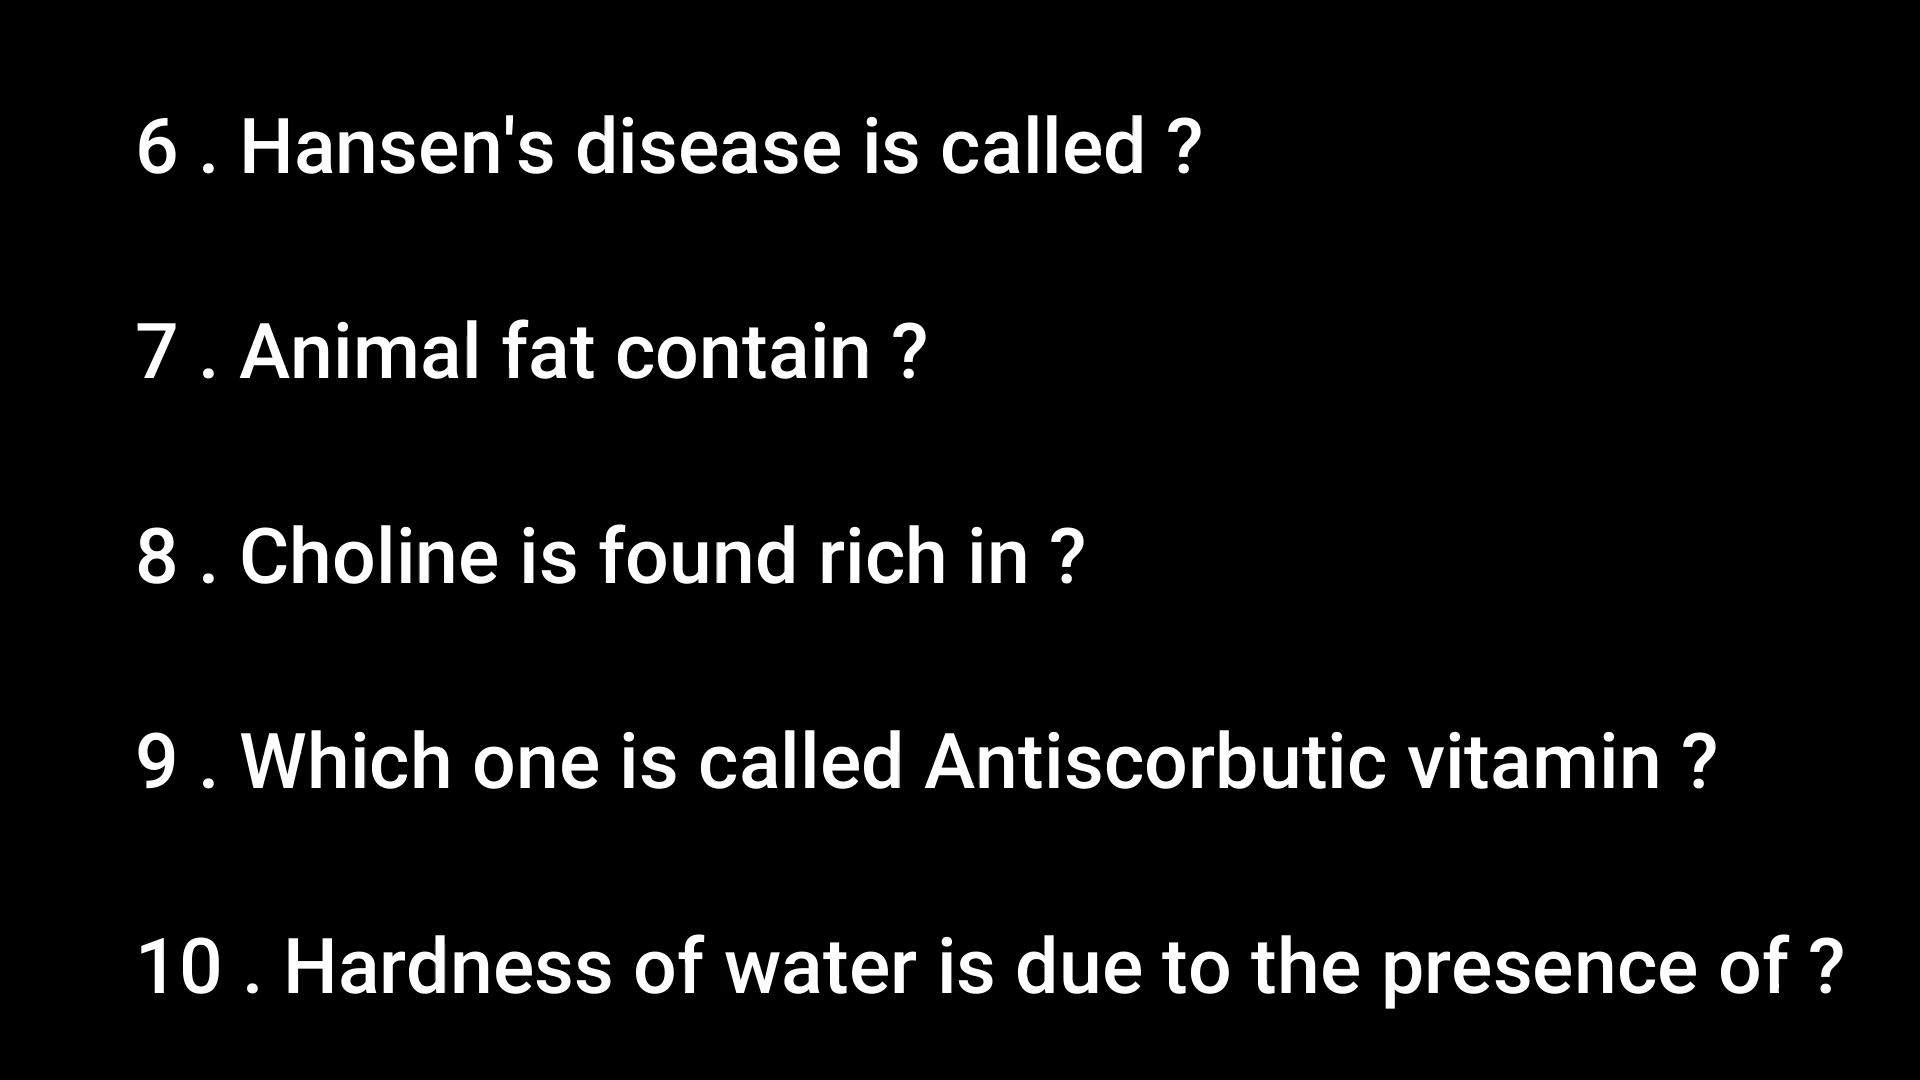 6 . Hansen's disease is called ?
7 . Animal fat contain ?
8 . Choline is found rich in ?
9 . Which one is called Antiscorbutic vitamin ?
10 . Hardness of water is due to the presence of ?